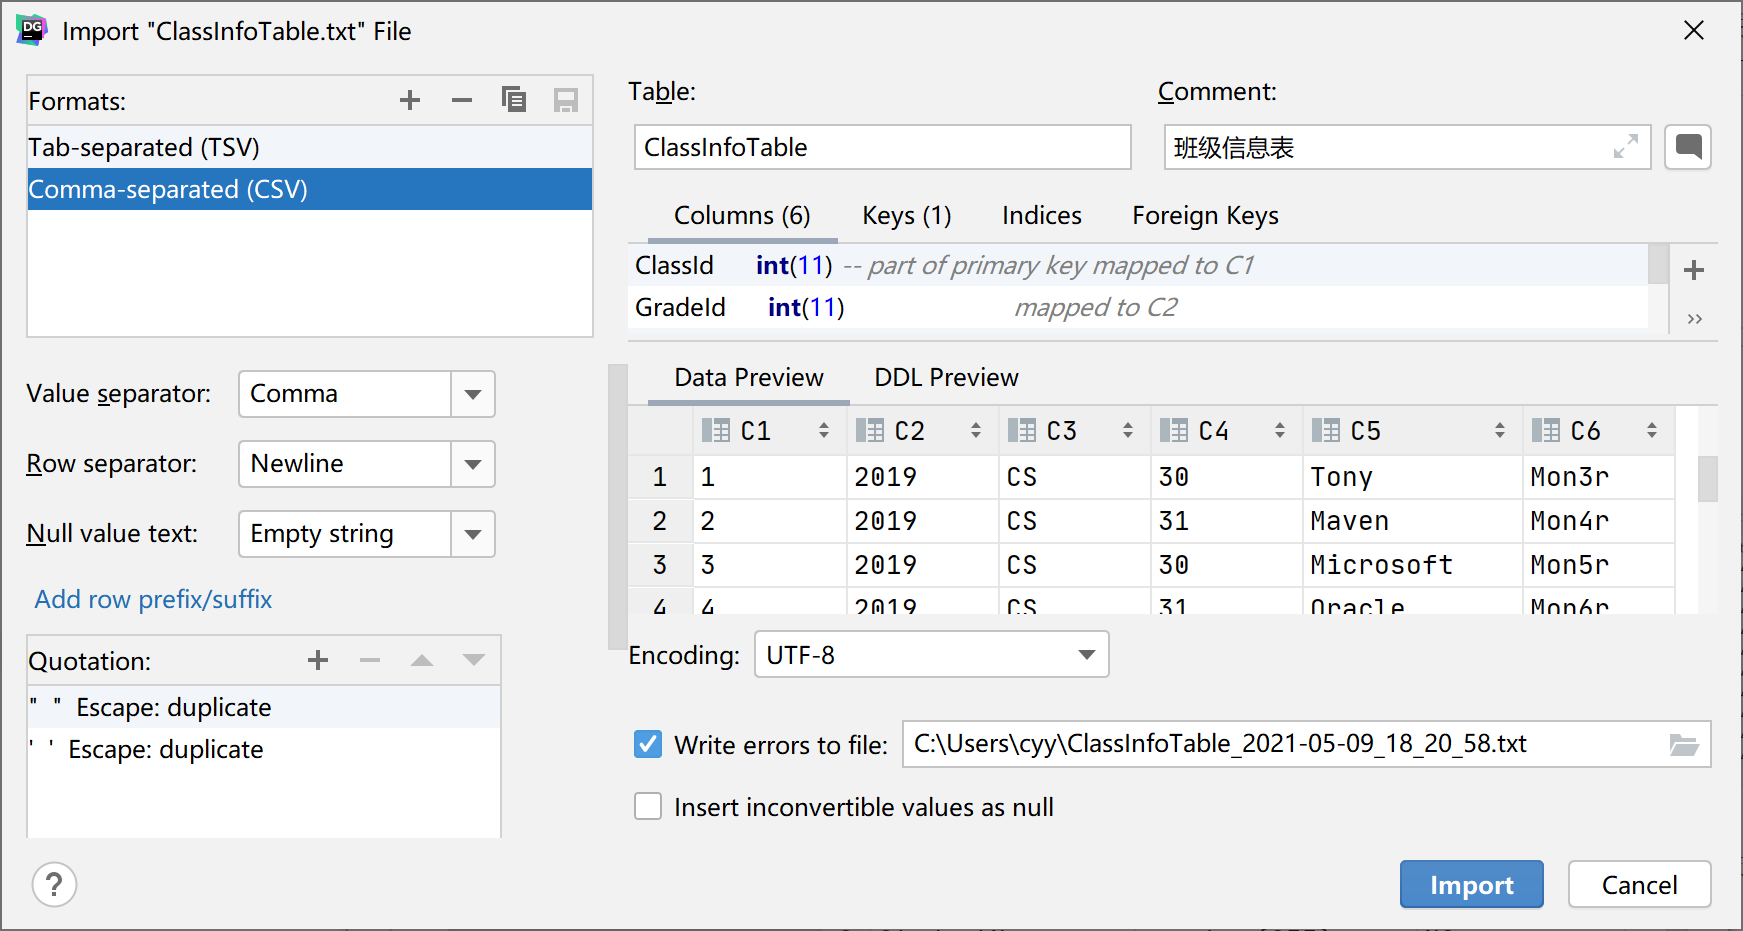 DG
Import "ClassInfoTable.txt" File
Formats:
Tab-separated (TSV)
Comma-separated (CSV)
Value separator: Comma
Row separator: Newline
Null value text: Empty string
Add row prefix/suffix
Quotation:
" " Escape: duplicate
' ' Escape: duplicate
?
Table: Comment:
ClassInfoTable 班级信息表
Columns (6) Keys (1) Indices Foreign Keys
ClassId int(11) -- part of primary key mapped to C1
GradeId int(11) mapped to C2
Data Preview DDL Preview
C1 C2 C3 C4 C5 C6
1 1 2019 CS 30 Tony Mon3r
2 2 2019 CS 31 Maven Mon4r
3 3 2019 CS 30 Microsoft Mon5r
4 4 2019 CS 31 Oracle Mon6r
Encoding: UTF-8
Write errors to file: C:\Users\cyy\ClassInfoTable_2021-05-09_18_20_58.txt
Insert inconvertible values as null
Import Cancel